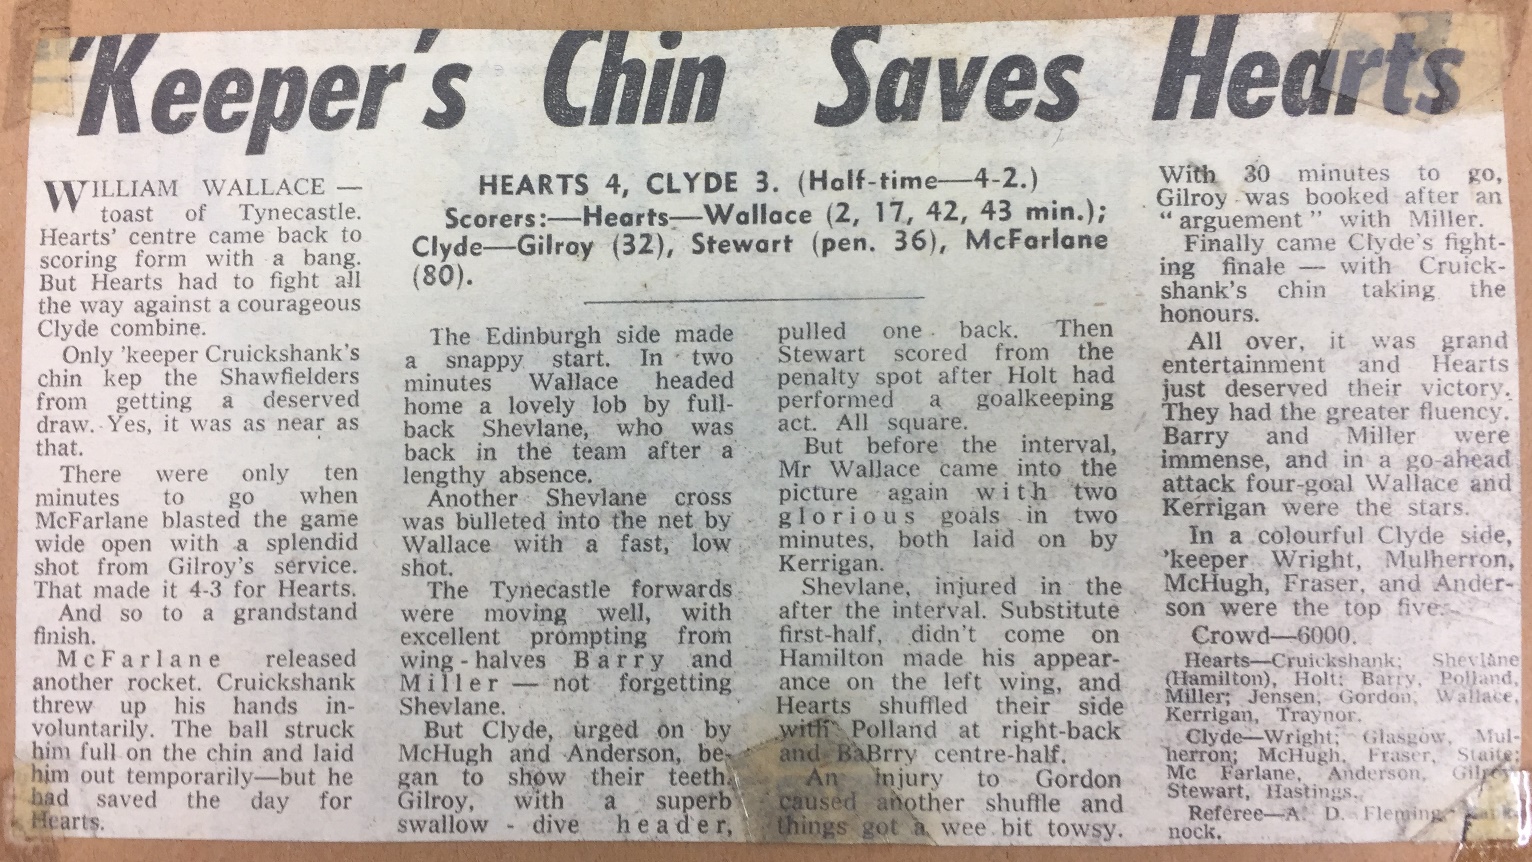 'Keeper's Chin Saves Hearts
WILLIAM WALLACE —
toast of Tynecastle.
Hearts' centre came back to
scoring form with a bang.
But Hearts had to fight all
the way against a courageous
Clyde combine.
Only 'keeper Cruickshank's
chin kep the Shawfielders
from getting a deserved
draw. Yes, it was as near as
that.
There were only ten
minutes to go when
McFarlane blasted the game
wide open with a splendid
shot from Gilroy's service.
That made it 4-3 for Hearts.
And so to a grandstand
finish.
McFarlane released
another rocket. Cruickshank
threw up his hands in-
voluntarily. The ball struck
him full on the chin and laid
him out temporarily—but he
had saved the day for
Hearts.
HEARTS 4, CLYDE 3. (Half-time—4-2.)
Scorers:—Hearts—Wallace (2, 17, 42, 43 min.);
Clyde—Gilroy (32), Stewart (pen. 36), McFarlane
(80).
The Edinburgh side made
a snappy start. In two
minutes Wallace headed
home a lovely lob by full-
back Shevlane, who was
back in the team after a
lengthy absence.
Another Shevlane cross
was bulleted into the net by
Wallace with a fast, low
shot.
The Tynecastle forwards
were moving well, with
excellent prompting from
wing-halves Barry and
Miller — not forgetting
Shevlane.
But Clyde, urged on by
McHugh and Anderson, be-
gan to show their teeth.
Gilroy, with a superb
swallow-dive header,
pulled one back. Then
Stewart scored from the
penalty spot after Holt had
performed a goalkeeping
act. All square.
But before the interval,
Mr Wallace came into the
picture again with two
glorious goals in two
minutes, both laid on by
Kerrigan.
Shevlane, injured in the
after the interval. Substitute
first-half, didn't come on
Hamilton made his appear-
ance on the left wing, and
Hearts shuffled their side
with Polland at right-back
and BaBrry centre-half.
An injury to Gordon
caused another shuffle and
things got a wee bit towsy.
With 30 minutes to go,
Gilroy was booked after an
"arguement" with Miller.
Finally came Clyde's fight-
ing finale — with Cruick-
shank's chin taking the
honours.
All over, it was grand
entertainment and Hearts
just deserved their victory.
They had the greater fluency.
Barry and Miller were
immense, and in a go-ahead
attack four-goal Wallace and
Kerrigan were the stars.
In a colourful Clyde side,
'keeper Wright, Mulherron,
McHugh, Fraser, and Ander-
son were the top five.
Crowd—6000.
Hearts—Cruickshank; Shevlane
(Hamilton), Holt; Barry, Polland,
Miller; Jensen, Gordon, Wallace,
Kerrigan, Traynor.
Clyde—Wright; Glasgow, Mul-
herron; McHugh, Fraser, Staite;
Mc Farlane, Anderson, Gilroy,
Stewart, Hastings.
Referee—A. D. Fleming,
nock.